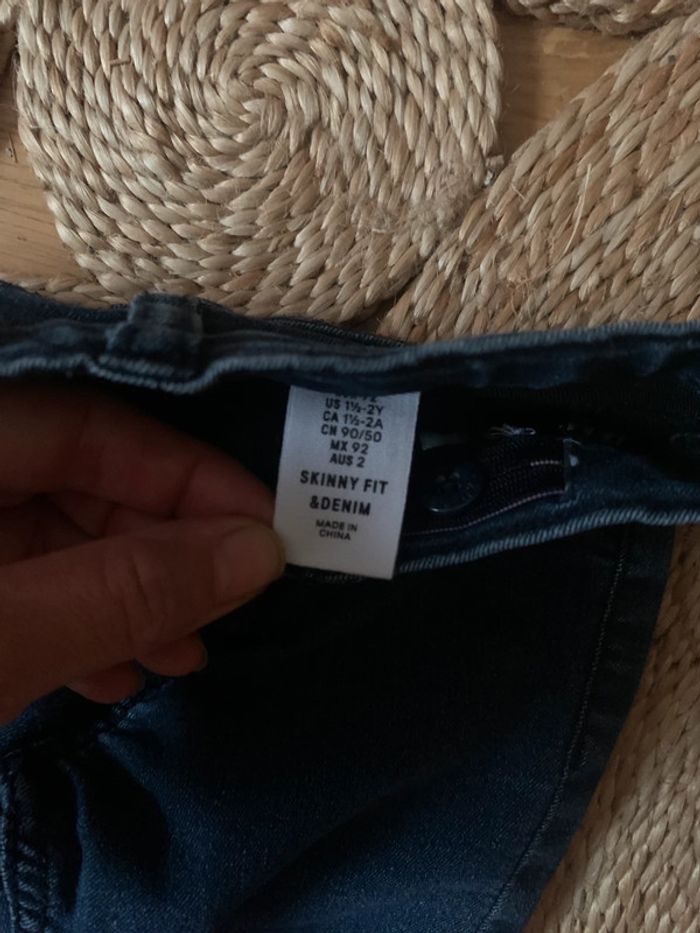 US 1½-2Y
CA 1½-2A
CN 90/50
MX 92
AUS 2
SKINNY FIT
&DENIM
MADE IN
CHINA